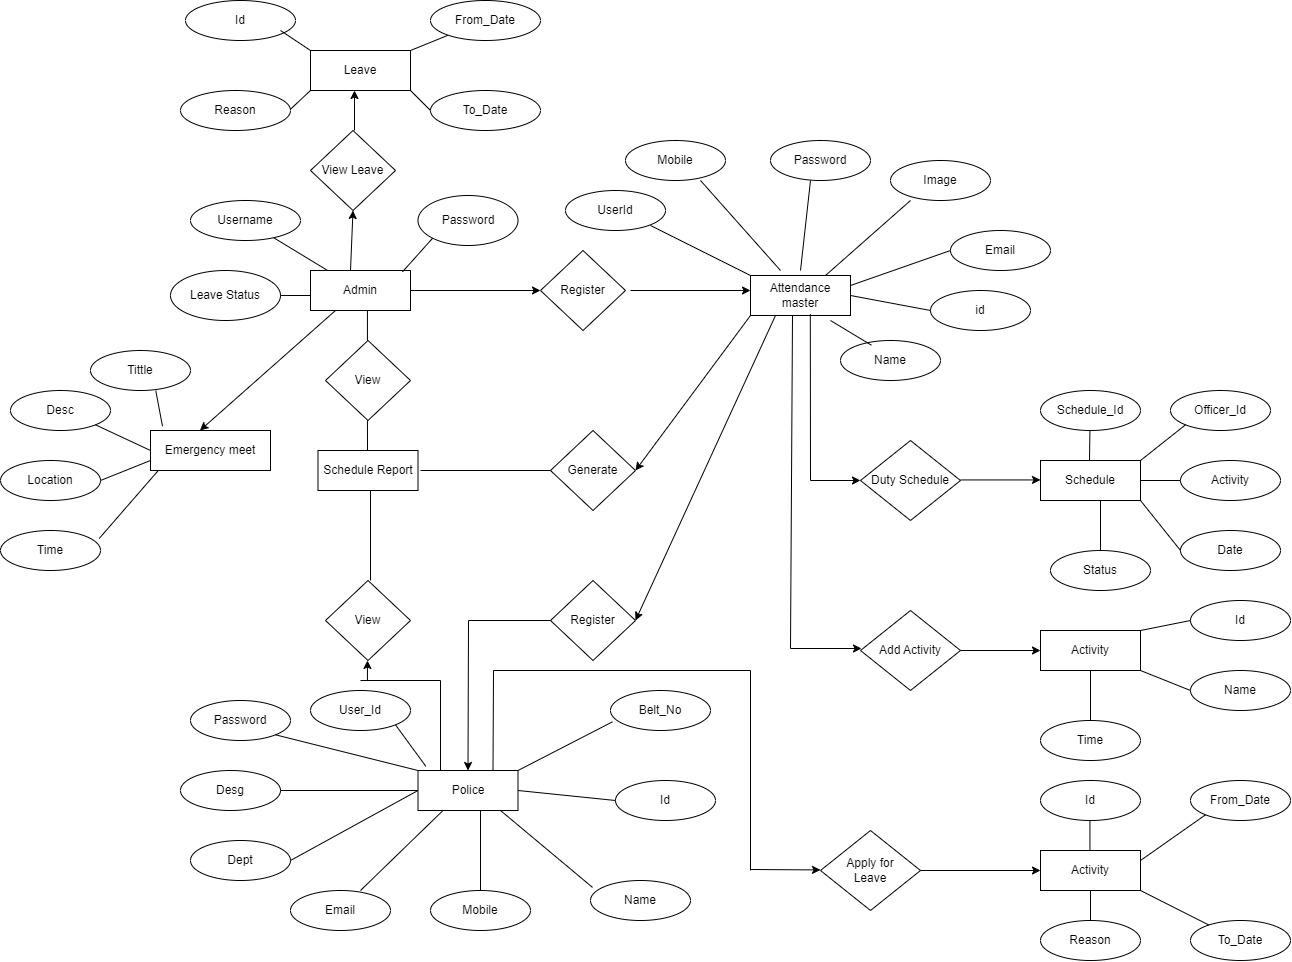 Id
From_Date
Leave
Reason
To_Date
View Leave
Mobile
Password
Image
UserId
Username
Password
Email
Leave Status
Admin
Register
Attendance
master
id
Name
Tittle
View
Desc
Schedule_Id
Officer_Id
Emergency meet
Location
Schedule Report
Generate
Duty Schedule
Schedule
Activity
Time
Date
Status
View
Register
Add Activity
Activity
Id
Name
Password
User_Id
Belt_No
Time
Desg
Police
Id
Id
From_Date
Dept
Apply for
Leave
Activity
Email
Mobile
Name
Reason
To_Date